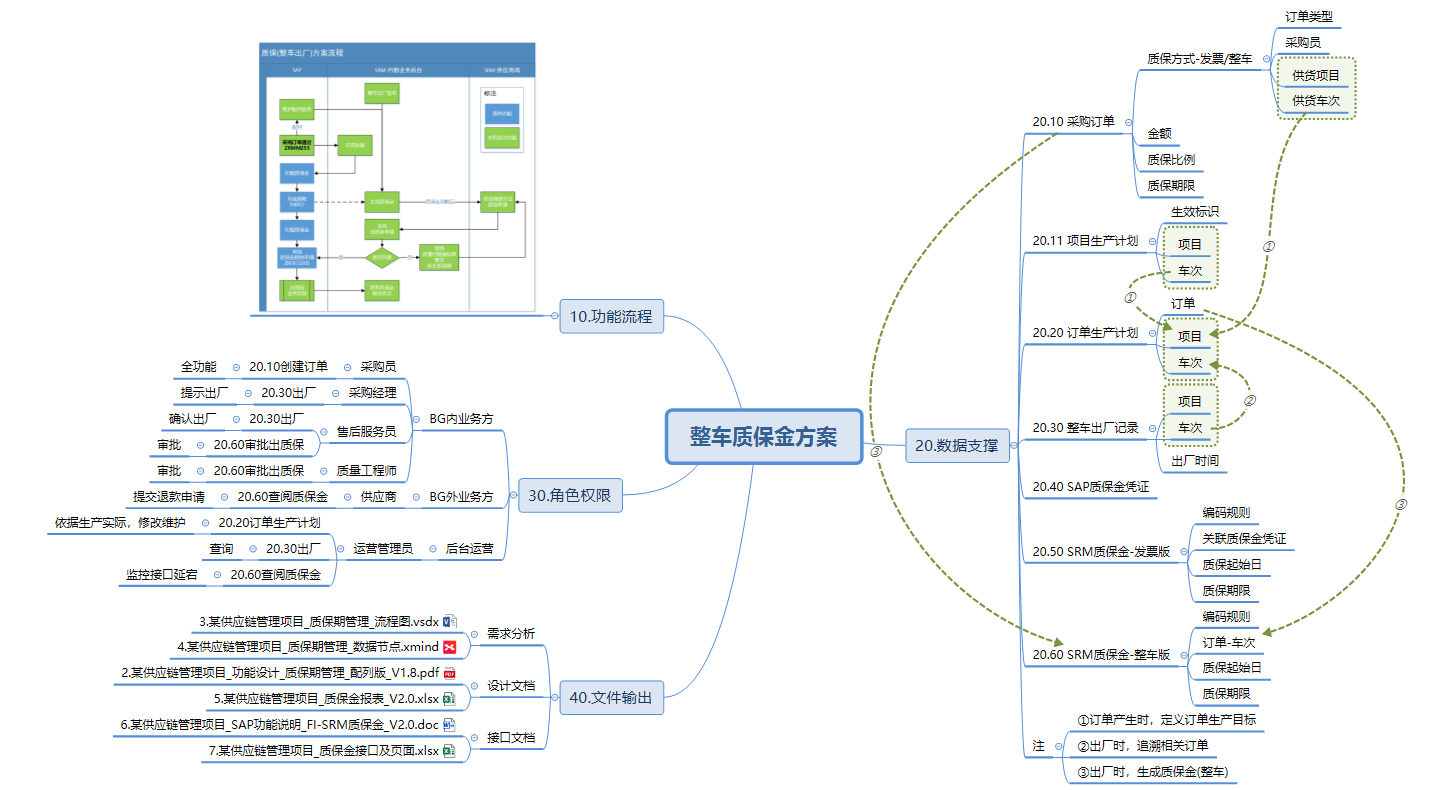 整车质保金方案
10.功能流程
质保(整车出厂)方案流程
SAP
SRM-内部业务后台
SRM-供应商端
标注
采购订单通过
ZRMM255
20.数据支撑
20.10 采购订单
质保方式-发票/整车
订单类型
采购员
供货项目
供货车次
金额
质保比例
质保期限
20.11 项目生产计划
生效标识
项目
车次
20.20 订单生产计划
订单
项目
车次
20.30 整车出厂记录
项目
车次
出厂时间
20.40 SAP质保金凭证
20.50 SRM质保金-发票版
编码规则
关联质保金凭证
质保起始日
质保期限
20.60 SRM质保金-整车版
编码规则
订单-车次
质保起始日
质保期限
注
①订单产生时，定义订单生产目标
②出厂时，追溯相关订单
③出厂时，生成质保金(整车)
①
①
②
③
③
30.角色权限
BG内业务方
采购员
20.10创建订单
全功能
采购经理
20.30出厂
提示出厂
售后服务员
20.30出厂
确认出厂
20.60审批出质保
审批
质量工程师
20.60审批出质保
审批
BG外业务方
供应商
20.60查阅质保金
提交退款申请
后台运营
运营管理员
20.20订单生产计划
依据生产实际，修改维护
20.30出厂
查询
20.60查阅质保金
监控接口延宕
40.文件输出
需求分析
3.某供应链管理项目_质保期管理_流程图.vsdx
4.某供应链管理项目_质保期管理_数据节点.xmind
设计文档
2.某供应链管理项目_功能设计_质保期管理_配列版_V1.8.pdf
5.某供应链管理项目_质保金报表_V2.0.xlsx
接口文档
6.某供应链管理项目_SAP功能说明_FI-SRM质保金_V2.0.doc
7.某供应链管理项目_质保金接口及页面.xlsx